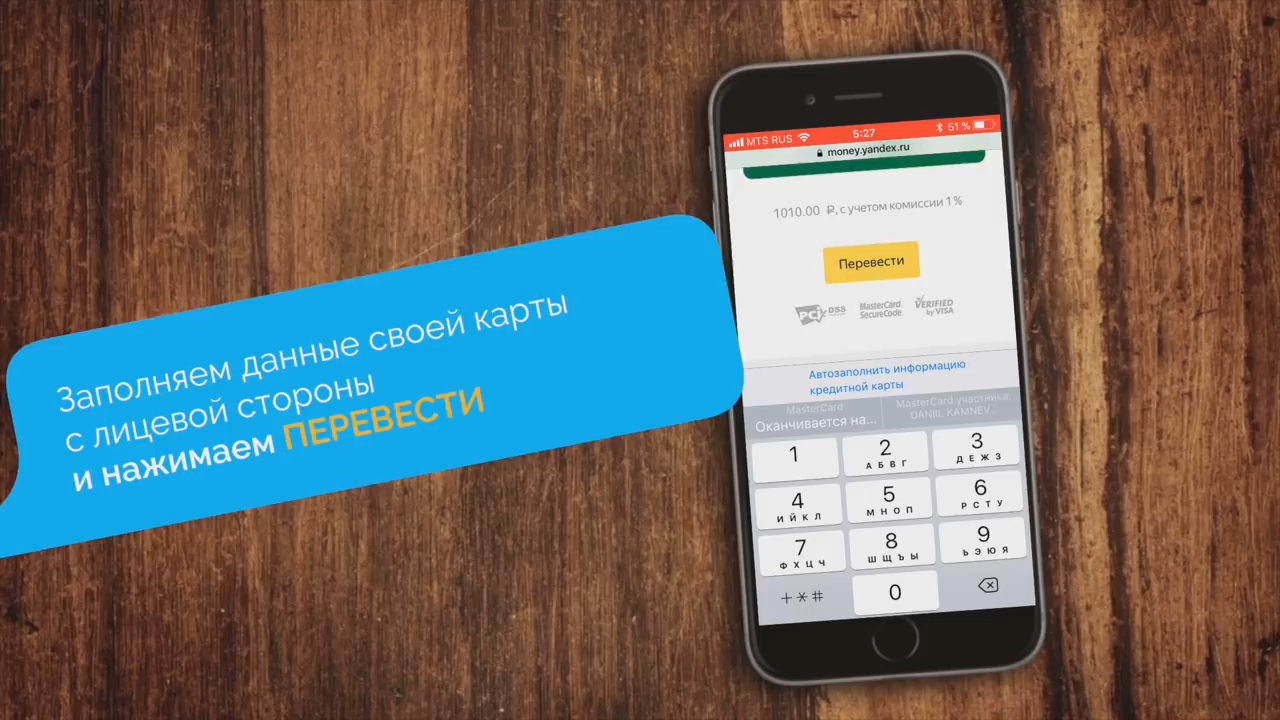 Заполняем данные своей карты
с лицевой стороны
и нажимаем ПЕРЕВЕСТИ
MTS RUS 5:27 51 %
money.yandex.ru
1010.00 ₽, с учетом комиссии 1 %
Перевести
PCI DSS MasterCard. SecureCode. VERIFIED by VISA
Автозаполнить информацию
кредитной карты
MasterCard
Оканчивается на...
MasterCard участника:
DANIIL KAMNEV...
1 2 3
А Б В Г Д Е Ж З
4 5 6
И Й К Л М Н О П Р С Т У
7 8 9
Ф Х Ц Ч Ш Щ Ъ Ы Ь Э Ю Я
+ * # 0